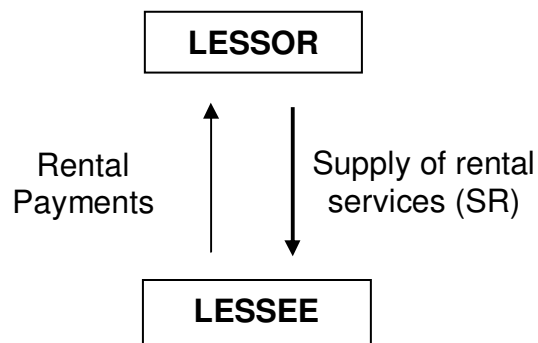 LESSOR
Rental
Payments
Supply of rental
services (SR)
LESSEE